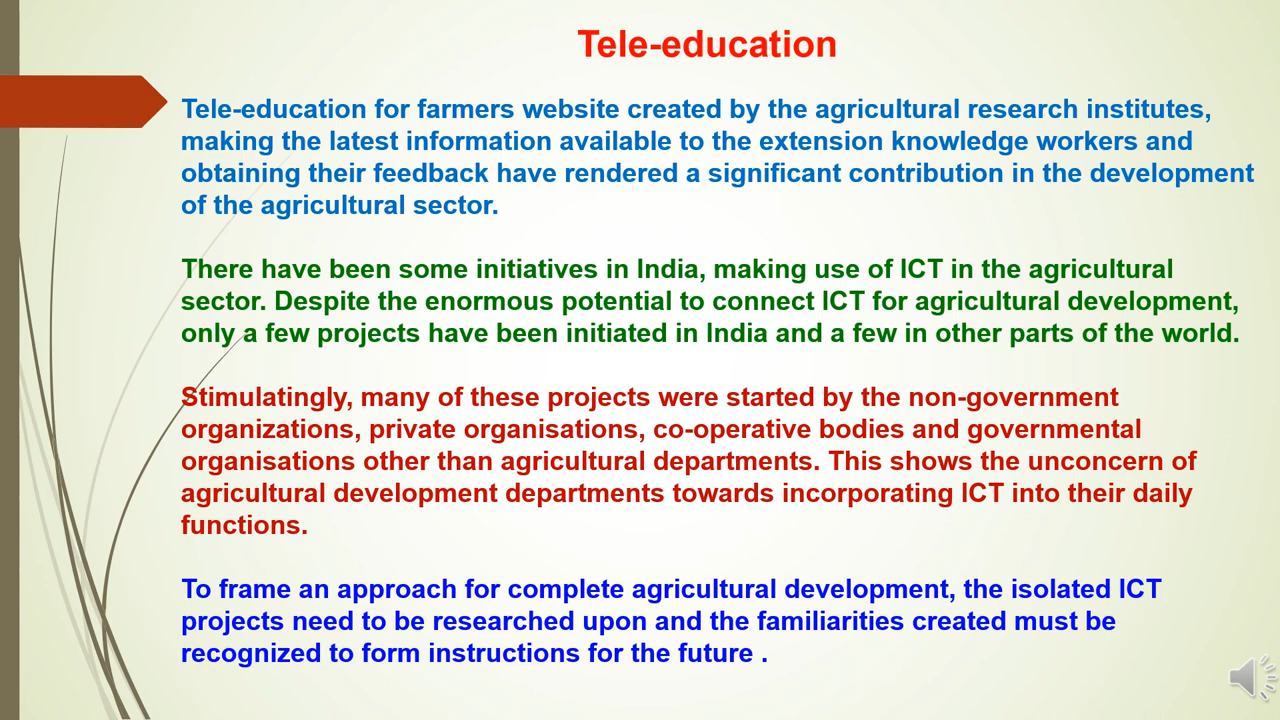 Tele-education
Tele-education for farmers website created by the agricultural research institutes,
making the latest information available to the extension knowledge workers and
obtaining their feedback have rendered a significant contribution in the development
of the agricultural sector.
There have been some initiatives in India, making use of ICT in the agricultural
sector. Despite the enormous potential to connect ICT for agricultural development,
only a few projects have been initiated in India and a few in other parts of the world.
Stimulatingly, many of these projects were started by the non-government
organizations, private organisations, co-operative bodies and governmental
organisations other than agricultural departments. This shows the unconcern of
agricultural development departments towards incorporating ICT into their daily
functions.
To frame an approach for complete agricultural development, the isolated ICT
projects need to be researched upon and the familiarities created must be
recognized to form instructions for the future .